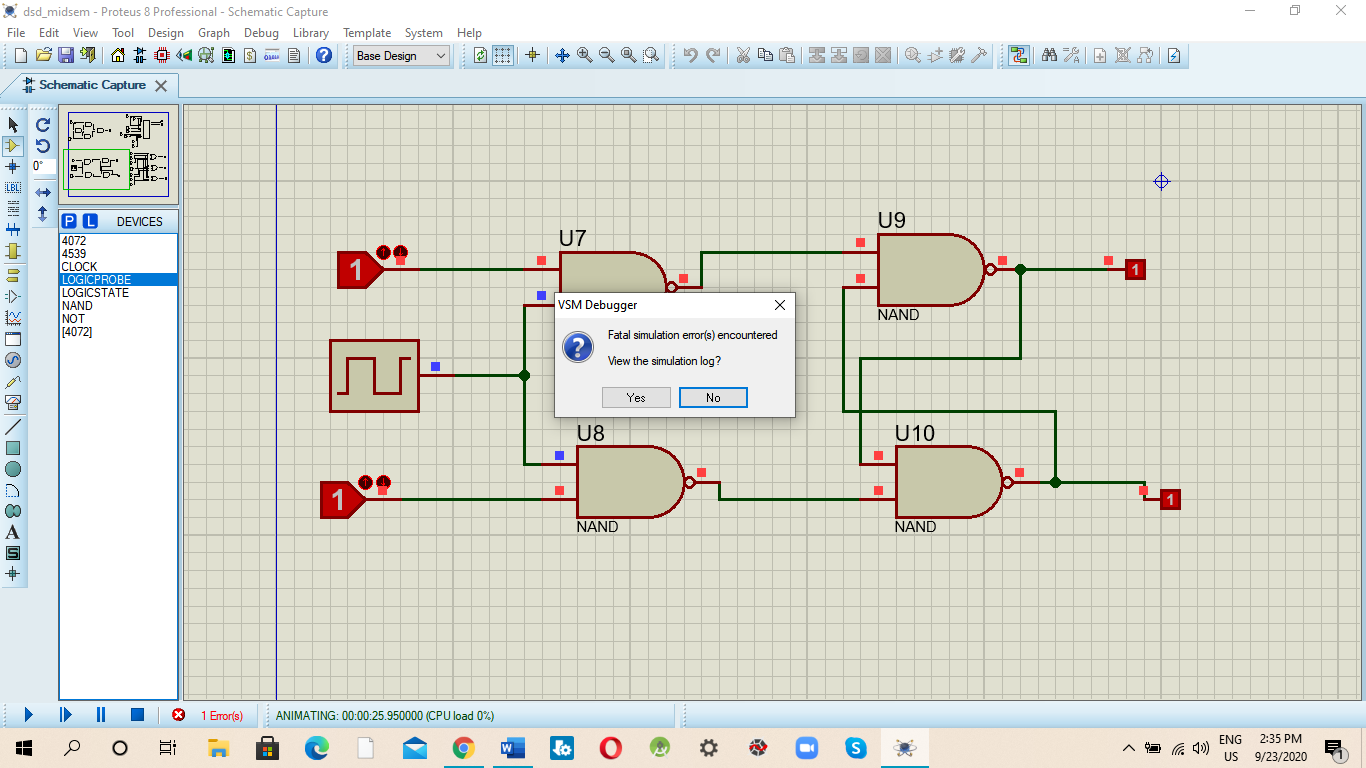 dsd_midsem - Proteus 8 Professional - Schematic Capture
File Edit View Tool Design Graph Debug Library Template System Help
Base Design
Schematic Capture
0°
LBL
A
S
P L DEVICES
4072
4539
CLOCK
LOGICPROBE
LOGICSTATE
NAND
NOT
[4072]
U7
1
U9
NAND
1
VSM Debugger
Fatal simulation error(s) encountered
View the simulation log?
Yes No
U8
NAND
1
U10
NAND
1
1 Error(s)
ANIMATING: 00:00:25.950000 (CPU load 0%)
ENG
US
2:35 PM
9/23/2020
1